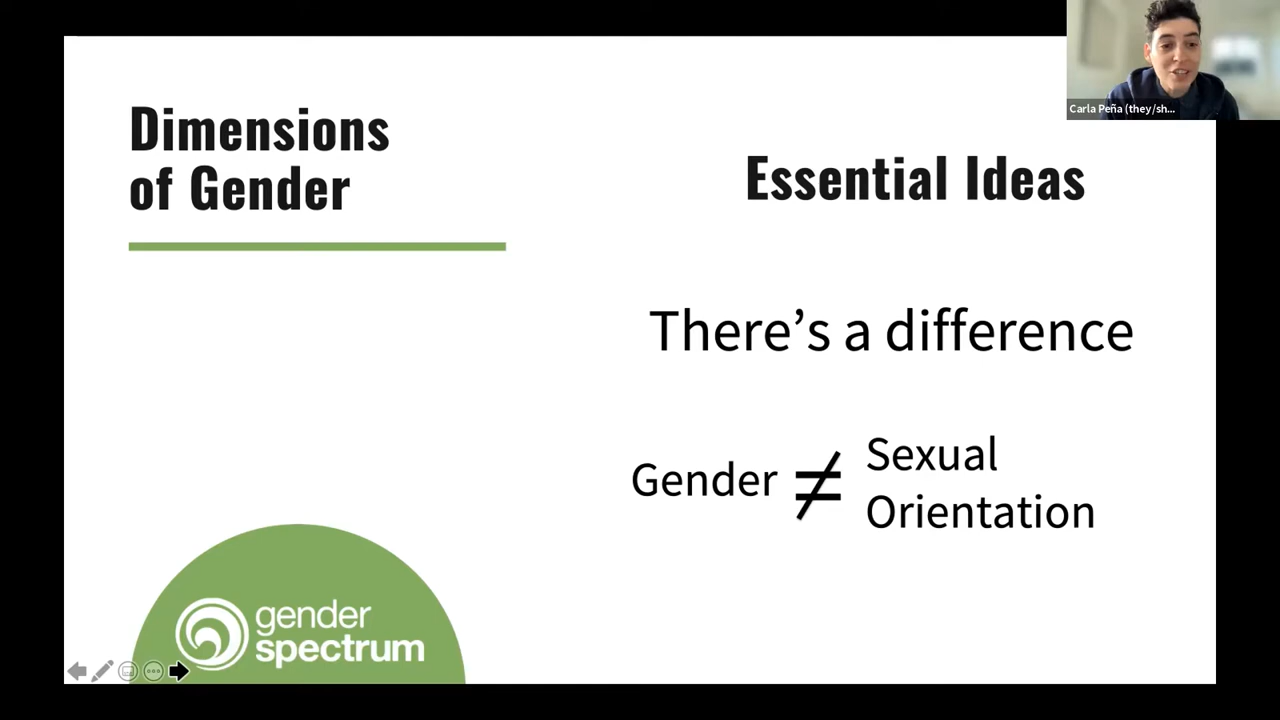 Dimensions
of Gender
Essential Ideas
There’s a difference
Gender ≠ Sexual
Orientation
gender
spectrum
Carla Peña (they/sh...